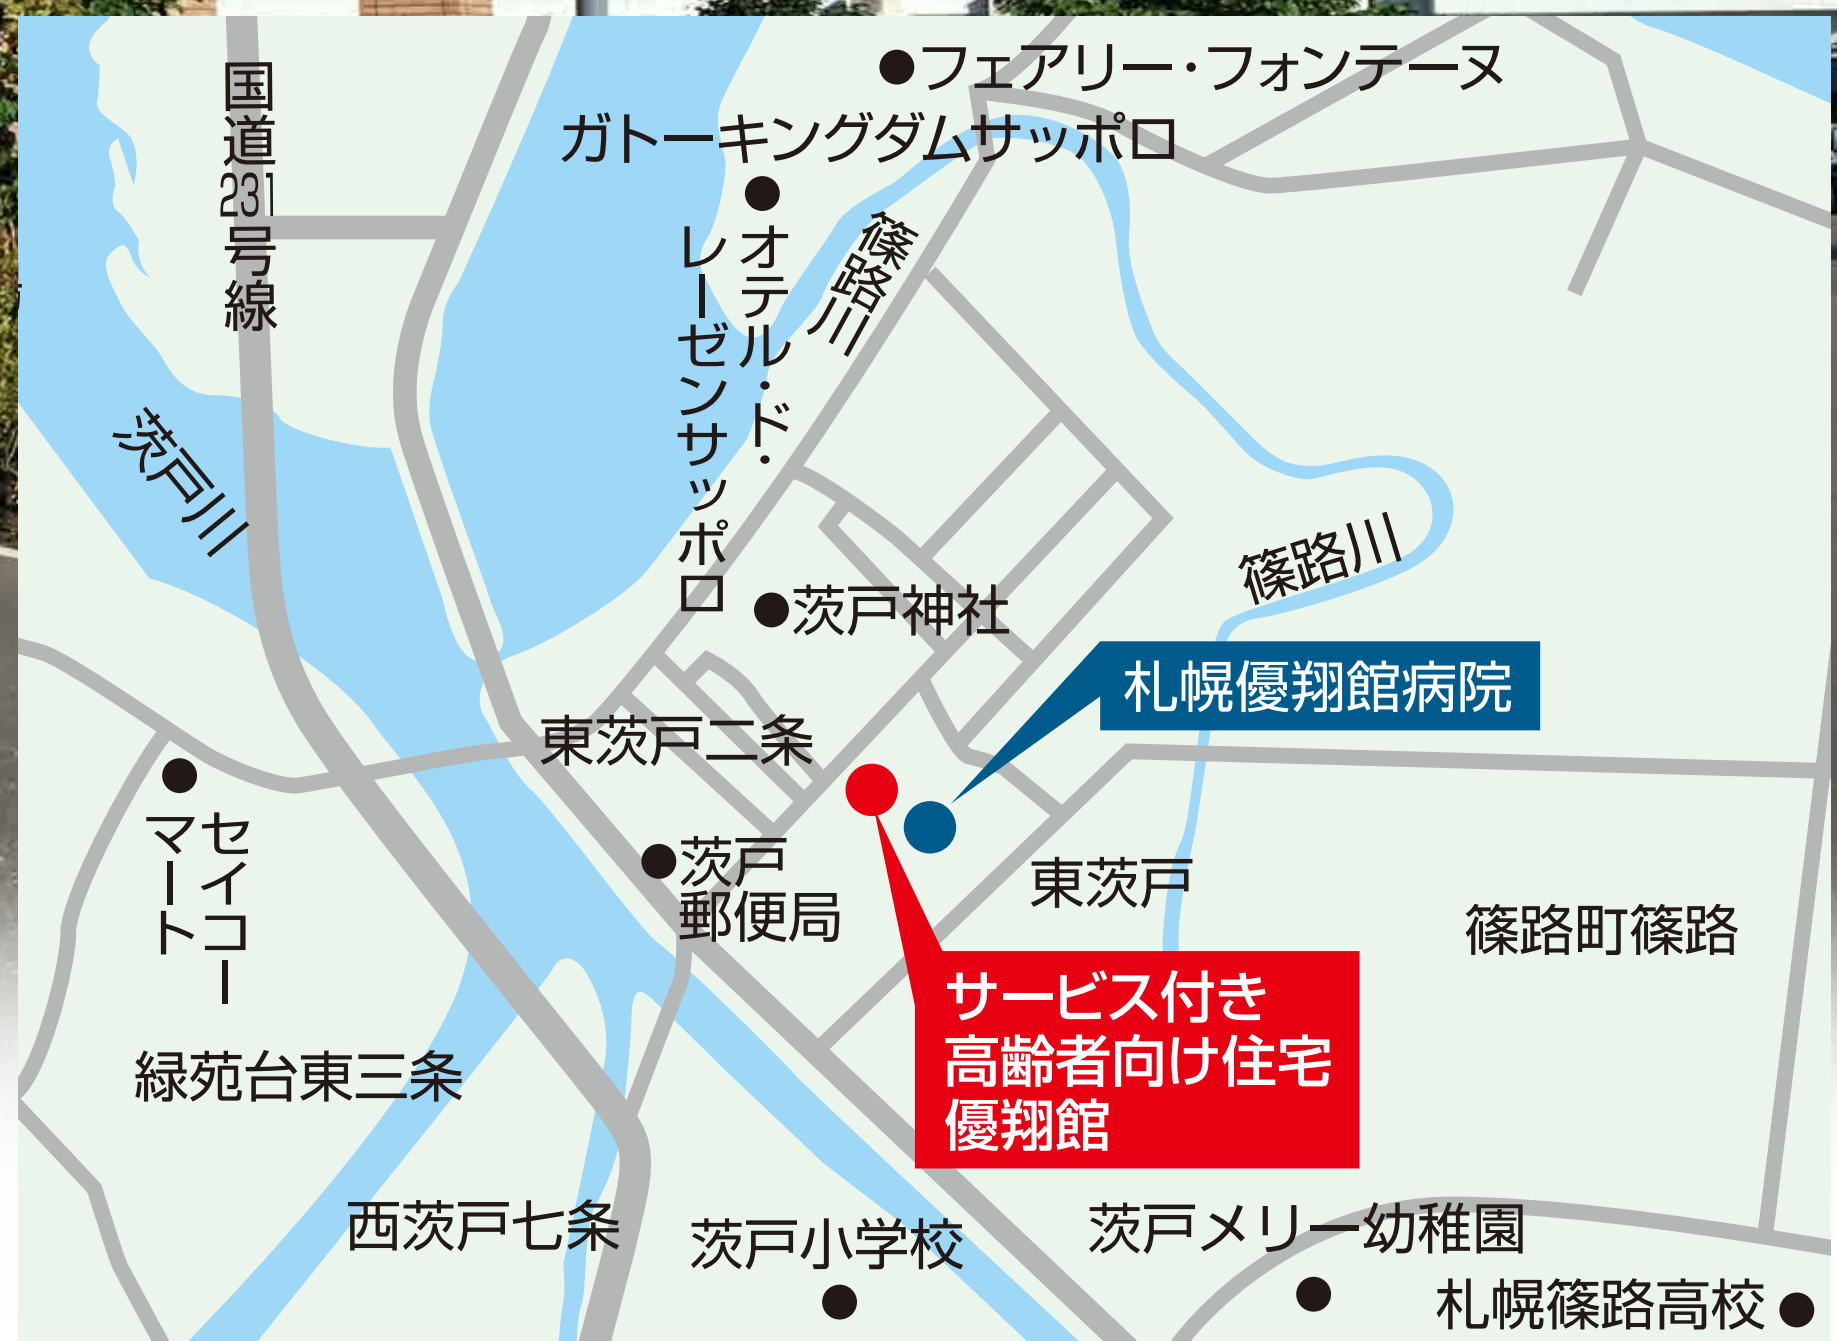 フェアリー・フォンテーヌ
ガトーキングダムサッポロ
国道231号線
オテル・ド・
レーゼンサッポロ
篠路川
茨戸川
篠路川
茨戸神社
札幌優翔館病院
東茨戸二条
セイコー
マート
茨戸
郵便局
東茨戸
篠路町篠路
サービス付き
高齢者向け住宅
優翔館
緑苑台東三条
西茨戸七条
茨戸小学校
茨戸メリー幼稚園
札幌篠路高校